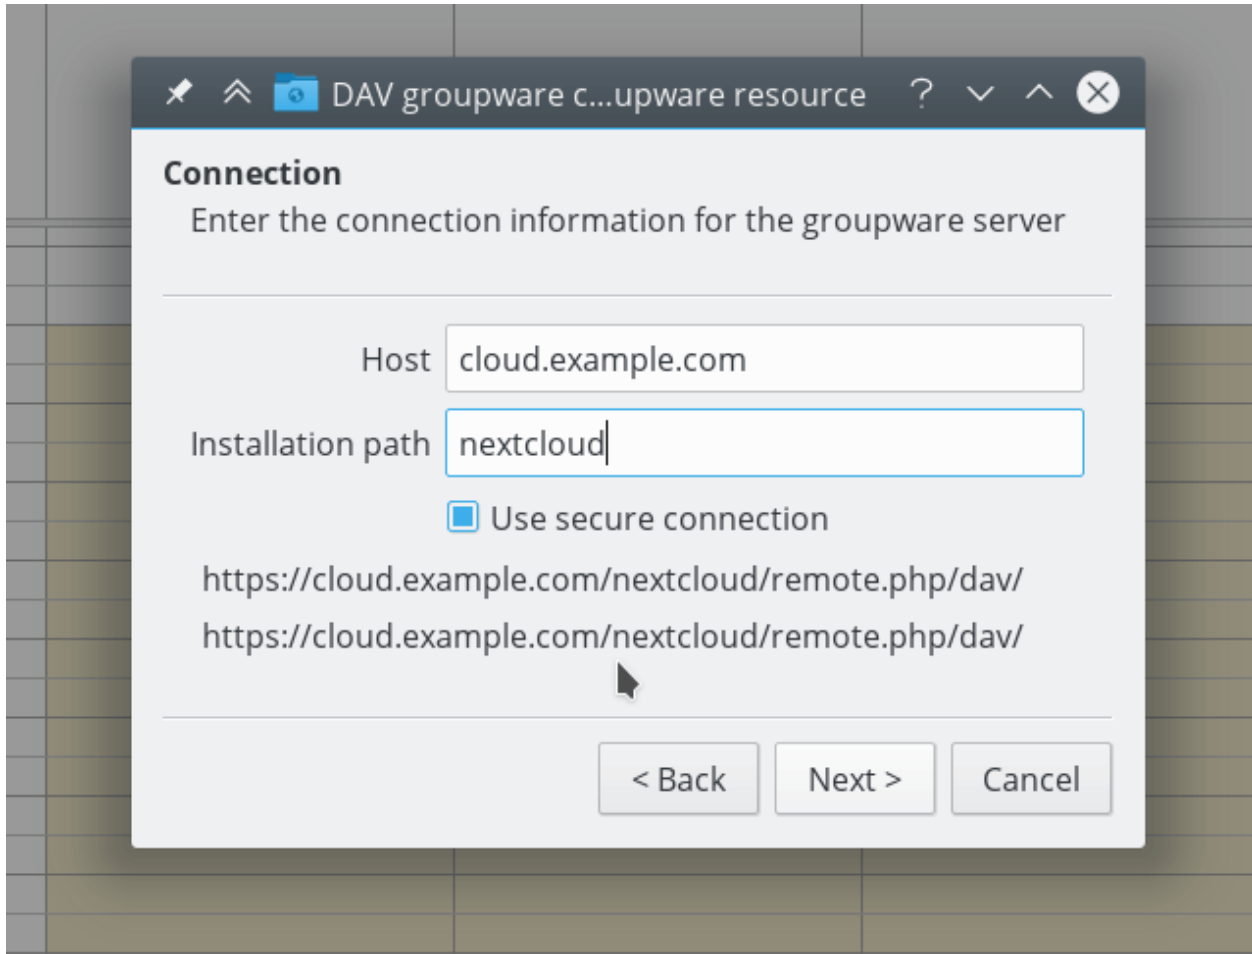 DAV groupware c...upware resource ?
Connection
Enter the connection information for the groupware server
Host cloud.example.com
Installation path nextcloud
Use secure connection
https://cloud.example.com/nextcloud/remote.php/dav/
https://cloud.example.com/nextcloud/remote.php/dav/
< Back Next > Cancel